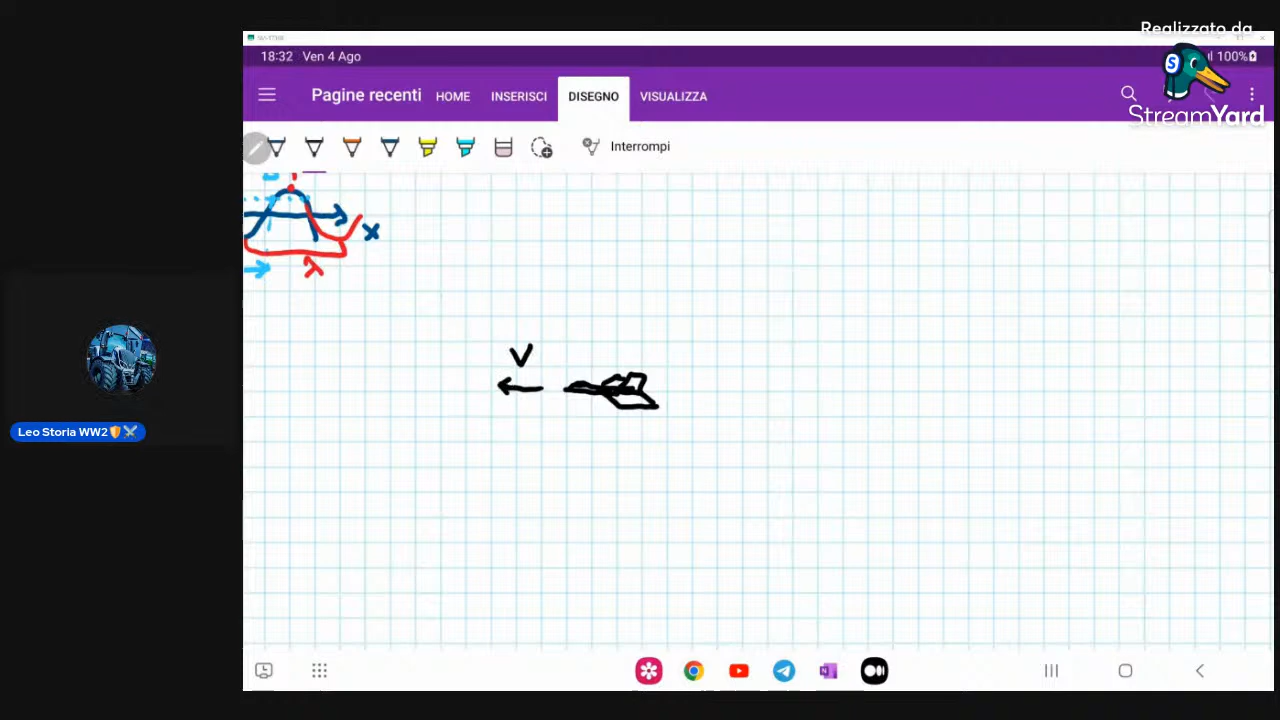 Realizzato da
StreamYard
18:32 Ven 4 Ago
100%
Pagine recenti HOME INSERISCI DISEGNO VISUALIZZA
Interrompi
x
λ
V
Leo Storia WW2🛡️⚔️